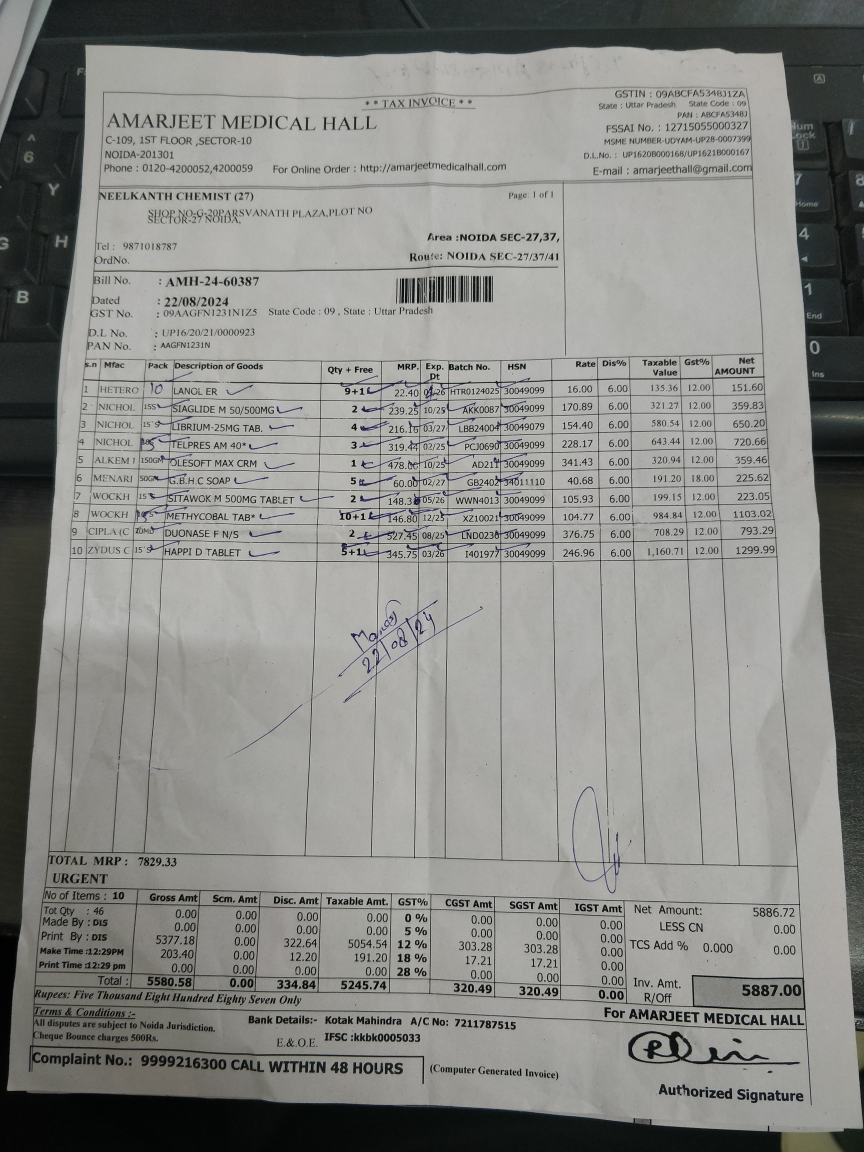 * * TAX INVOICE * *
AMARJEET MEDICAL HALL
C-109, 1ST FLOOR ,SECTOR-10
NOIDA-201301
Phone : 0120-4200052,4200059 For Online Order : http://amarjeetmedicalhall.com
GSTIN : 09ABCFA5348J1ZA
State : Uttar Pradesh State Code : 09
PAN : ABCFA5348J
FSSAI No. : 12715055000327
MSME NUMBER-UDYAM-UP28-0007399
D.L.No. : UP1620B000168/UP1621B000167
E-mail : amarjeethall@gmail.com
NEELKANTH CHEMIST (27) Page: 1 of 1
SHOP NO-G-20PARSVANATH PLAZA,PLOT NO
SECTOR-27 NOIDA,
Area :NOIDA SEC-27,37,
Tel : 9871018787
OrdNo. Route: NOIDA SEC-27/37/41
Bill No. : AMH-24-60387
Dated : 22/08/2024
GST No. : 09AAGFN1231N1Z5 State Code : 09 , State : Uttar Pradesh
D.L No. : UP16/20/21/0000923
PAN No. : AAGFN1231N
s.n Mfac Pack Description of Goods Qty + Free MRP. Exp. Dt Batch No. HSN Rate Dis% Taxable Value Gst% Net AMOUNT
1 HETERO 10 LANGL ER 9+1 22.40 /26 HTR0124025 30049099 16.00 6.00 135.36 12.00 151.60
2 NICHOL 15S SIAGLIDE M 50/500MG 2 239.25 10/25 AKK0087 30049099 170.89 6.00 321.27 12.00 359.83
3 NICHOL 15'S LIBRIUM-25MG TAB. 4 216.16 03/27 LBB24004 30049079 154.40 6.00 580.54 12.00 650.20
4 NICHOL TELPRES AM 40* 3 319.44 02/25 PCJ0690 30049099 228.17 6.00 643.44 12.00 720.66
5 ALKEM I 150GM OLESOFT MAX CRM 1 478.00 10/25 AD211 30049099 341.43 6.00 320.94 12.00 359.46
6 MENARI 50GM G.B.H.C SOAP 5 60.00 02/27 GB2402 34011110 40.68 6.00 191.20 18.00 225.62
7 WOCKH 15'S SITAWOK M 500MG TABLET 2 148.3 05/26 WWN4013 30049099 105.93 6.00 199.15 12.00 223.05
8 WOCKH METHYCOBAL TAB* 10+1 146.80 12/25 XZ10021 30049099 104.77 6.00 984.84 12.00 1103.02
9 CIPLA (C DUONASE F N/S 2 527.45 08/25 LND0230 30049099 376.75 6.00 708.29 12.00 793.29
10 ZYDUS C 15'S HAPPI D TABLET 5+1 345.75 03/26 I401977 30049099 246.96 6.00 1,160.71 12.00 1299.99
22/08/24
TOTAL MRP : 7829.33
URGENT
No of Items : 10 Gross Amt Scm. Amt Disc. Amt Taxable Amt. GST% CGST Amt SGST Amt IGST Amt
Tot Qty : 46 0.00 0.00 0.00 0.00 0 % 0.00 0.00 0.00
Made By : DIS 0.00 0.00 0.00 0.00 5 % 0.00 0.00 0.00
Print By : DIS 5377.18 0.00 322.64 5054.54 12 % 303.28 303.28 0.00
Make Time :12:29PM 203.40 0.00 12.20 191.20 18 % 17.21 17.21 0.00
Print Time :12:29 pm 0.00 0.00 0.00 0.00 28 % 0.00 0.00 0.00
Total : 5580.58 0.00 334.84 5245.74 320.49 320.49 0.00
Net Amount: 5886.72
LESS CN 0.00
TCS Add % 0.000 0.00
Inv. Amt.
R/Off 5887.00
Rupees: Five Thousand Eight Hundred Eighty Seven Only
Terms & Conditions :-
All disputes are subject to Noida Jurisdiction.
Cheque Bounce charges 500Rs.
Bank Details:- Kotak Mahindra A/C No: 7211787515
E.& O.E. IFSC :kkbk0005033
For AMARJEET MEDICAL HALL
Complaint No.: 9999216300 CALL WITHIN 48 HOURS
(Computer Generated Invoice)
Authorized Signature